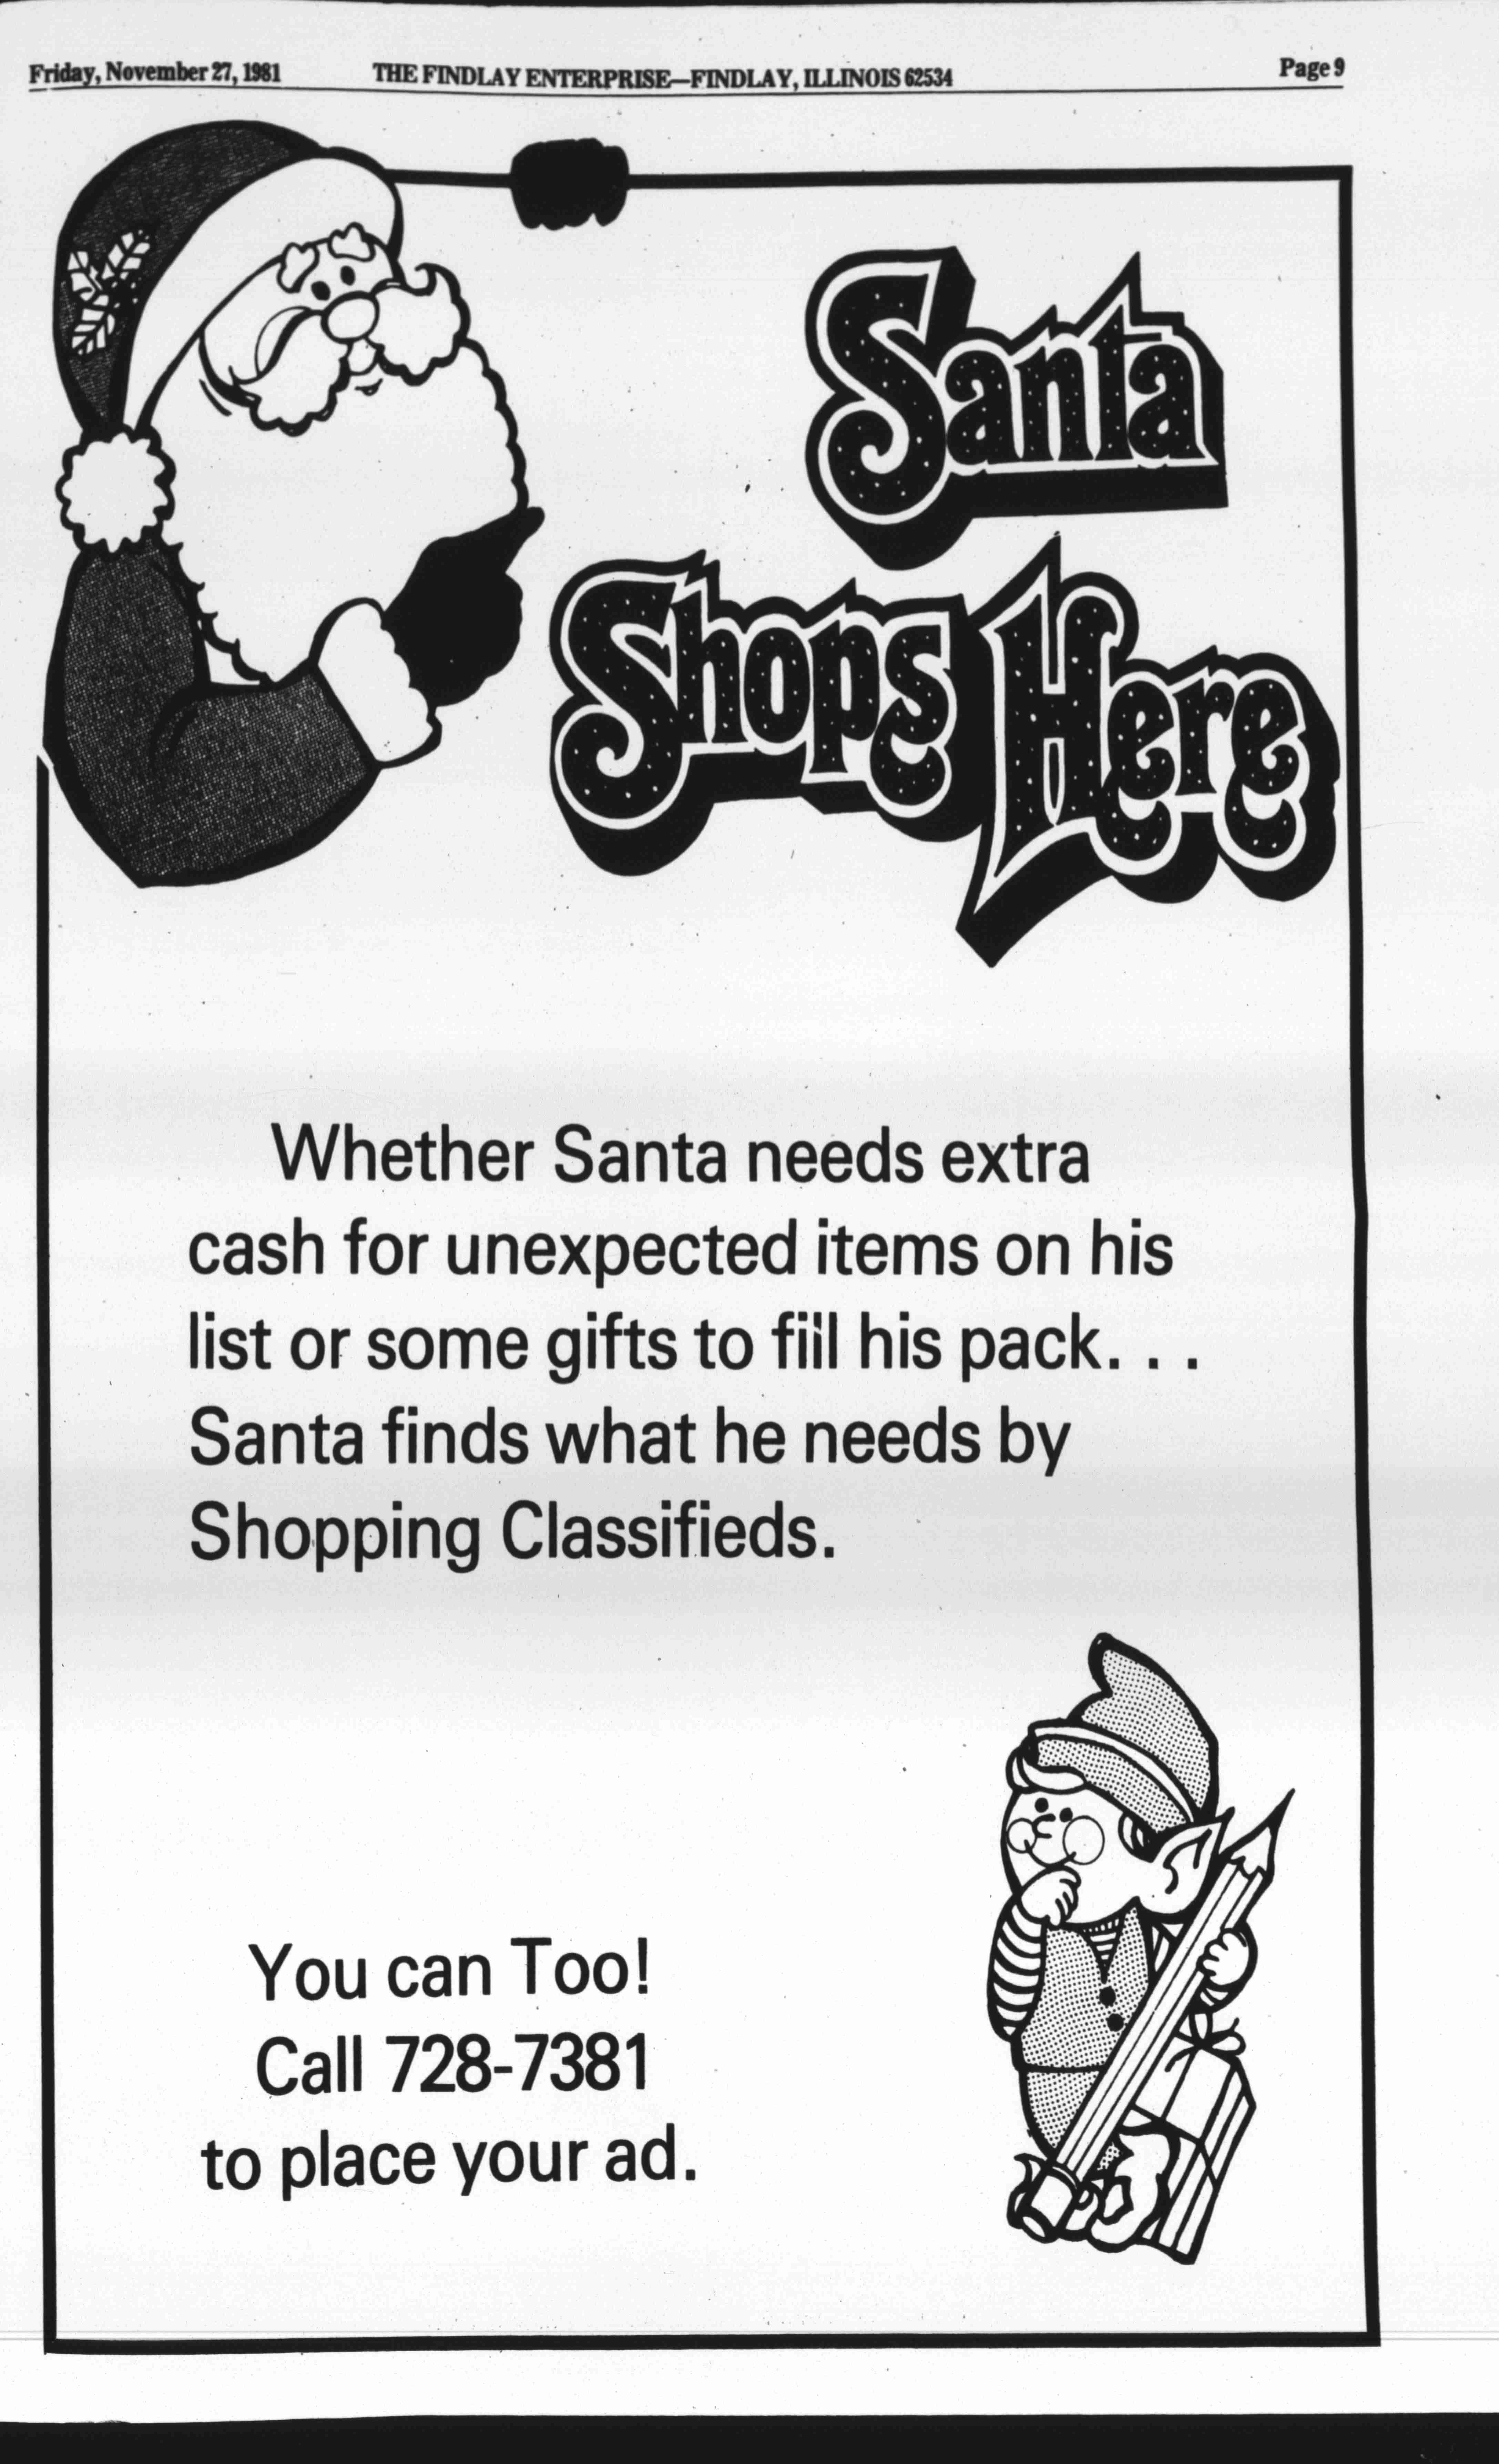 Friday, November 27, 1981 THE FINDLAY ENTERPRISE—FINDLAY, ILLINOIS 62534 Page 9
Santa
Shops Here
Whether Santa needs extra
cash for unexpected items on his
list or some gifts to fill his pack. . .
Santa finds what he needs by
Shopping Classifieds.
You can Too!
Call 728-7381
to place your ad.